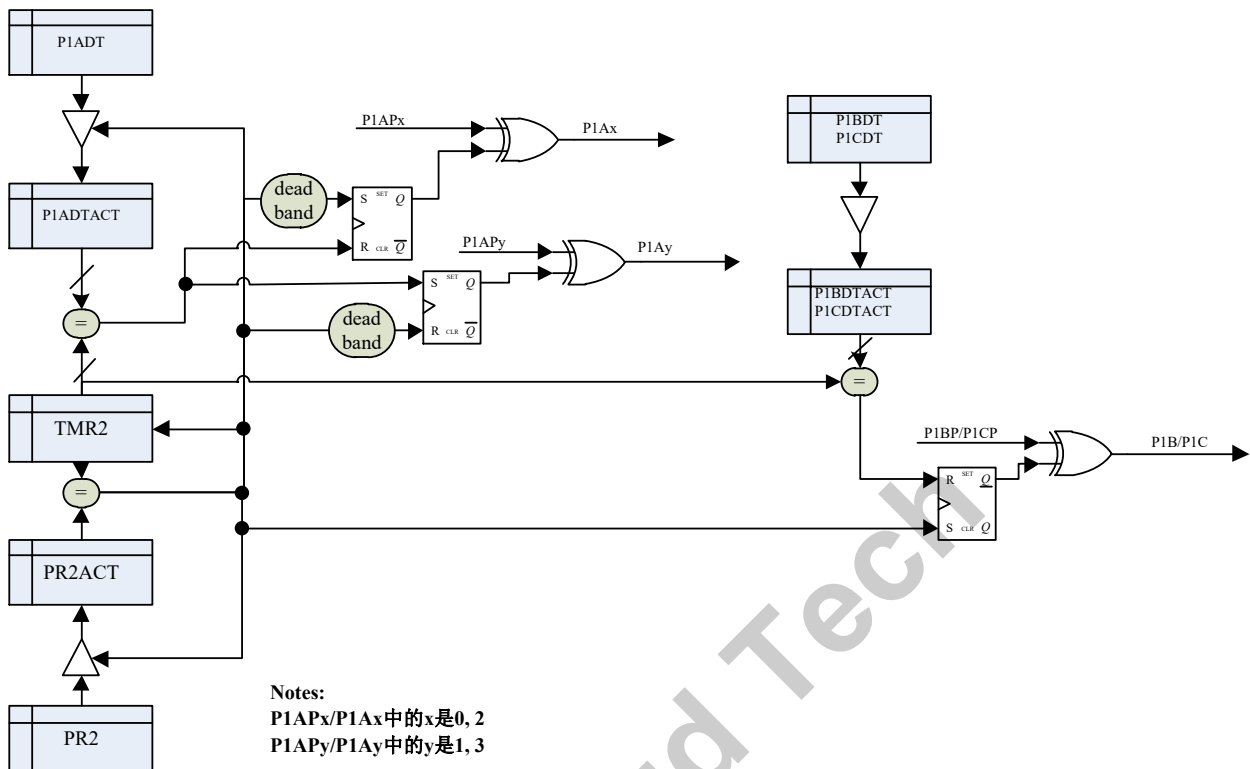 P1ADT
P1ADTACT
=
TMR2
=
PR2ACT
PR2
dead
band
P1APx
P1Ax
S SET Q
R CLR Q
P1APy
P1Ay
S SET Q
R CLR Q
dead
band
P1BDT
P1CDT
P1BDTACT
P1CDTACT
=
P1BP/P1CP
P1B/P1C
R SET Q
S CLR Q
Notes:
P1APx/P1Ax中的x是0, 2
P1APy/P1Ay中的y是1, 3
Tech